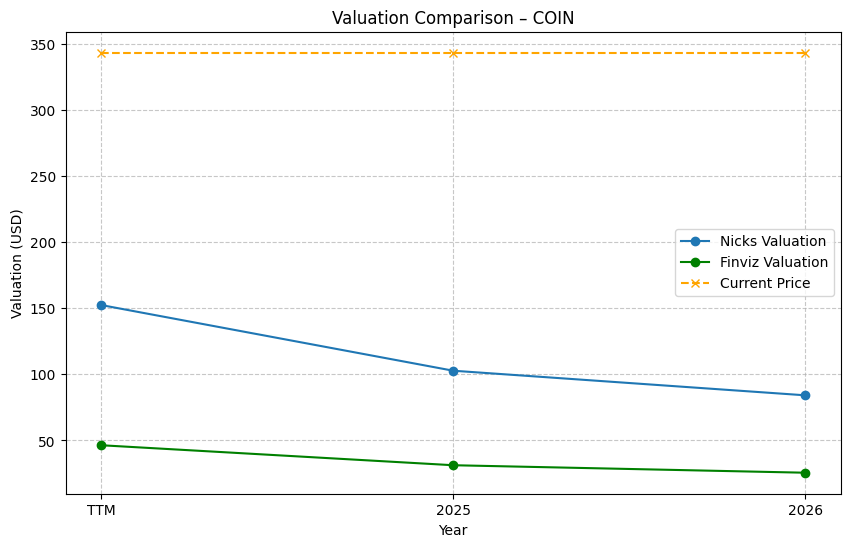 Valuation Comparison – COIN
Valuation (USD)
350
300
250
200
150
100
50
Nicks Valuation
Finviz Valuation
Current Price
TTM
2025
2026
Year